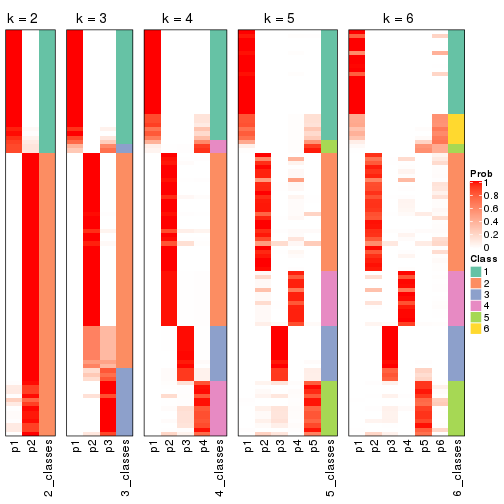 k = 2
k = 3
k = 4
k = 5
k = 6
p1
p2
2_classes
p1
p2
p3
3_classes
p1
p2
p3
p4
4_classes
p1
p2
p3
p4
p5
5_classes
p1
p2
p3
p4
p5
p6
6_classes
Prob
1
0.8
0.6
0.4
0.2
0
Class
1
2
3
4
5
6